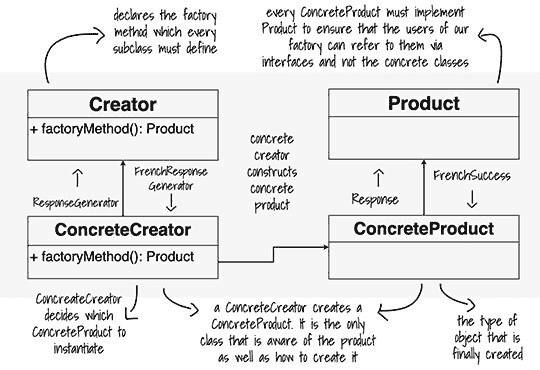 declares the factory
method which every
subclass must define
every ConcreteProduct must implement
Product to ensure that the users of our
factory can refer to them via
interfaces and not the concrete classes
Creator
+ factoryMethod(): Product
Product
concrete
creator
constructs
concrete
product
ResponseGenerator
FrenchResponse
Generator
Response
FrenchSuccess
ConcreteCreator
+ factoryMethod(): Product
ConcreteProduct
ConcreateCreator
decides which
ConcreteProduct to
instantiate
a ConcreteCreator creates a
ConcreteProduct. It is the only
class that is aware of the product
as well as how to create it
the type of
object that is
finally created